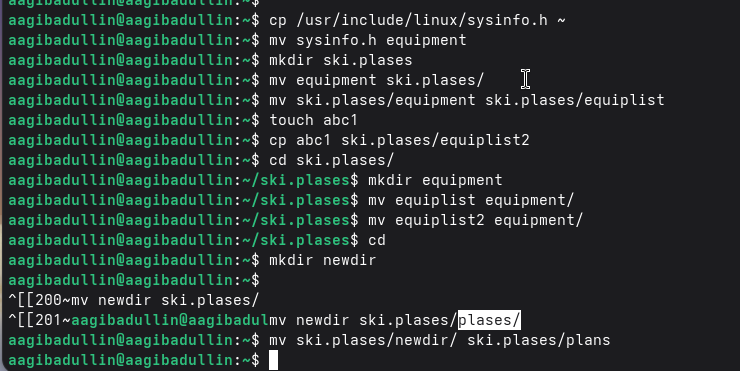 aagibadullin@aagibadullin:~$ cp /usr/include/linux/sysinfo.h ~
aagibadullin@aagibadullin:~$ mv sysinfo.h equipment
aagibadullin@aagibadullin:~$ mkdir ski.plases
aagibadullin@aagibadullin:~$ mv equipment ski.plases/
aagibadullin@aagibadullin:~$ mv ski.plases/equipment ski.plases/equiplist
aagibadullin@aagibadullin:~$ touch abc1
aagibadullin@aagibadullin:~$ cp abc1 ski.plases/equiplist2
aagibadullin@aagibadullin:~$ cd ski.plases/
aagibadullin@aagibadullin:~/ski.plases$ mkdir equipment
aagibadullin@aagibadullin:~/ski.plases$ mv equiplist equipment/
aagibadullin@aagibadullin:~/ski.plases$ mv equiplist2 equipment/
aagibadullin@aagibadullin:~/ski.plases$ cd
aagibadullin@aagibadullin:~$ mkdir newdir
aagibadullin@aagibadullin:~$
^[[200~mv newdir ski.plases/
^[[201~aagibadullin@aagibadulmv newdir ski.plases/plases/
aagibadullin@aagibadullin:~$ mv ski.plases/newdir/ ski.plases/plans
aagibadullin@aagibadullin:~$